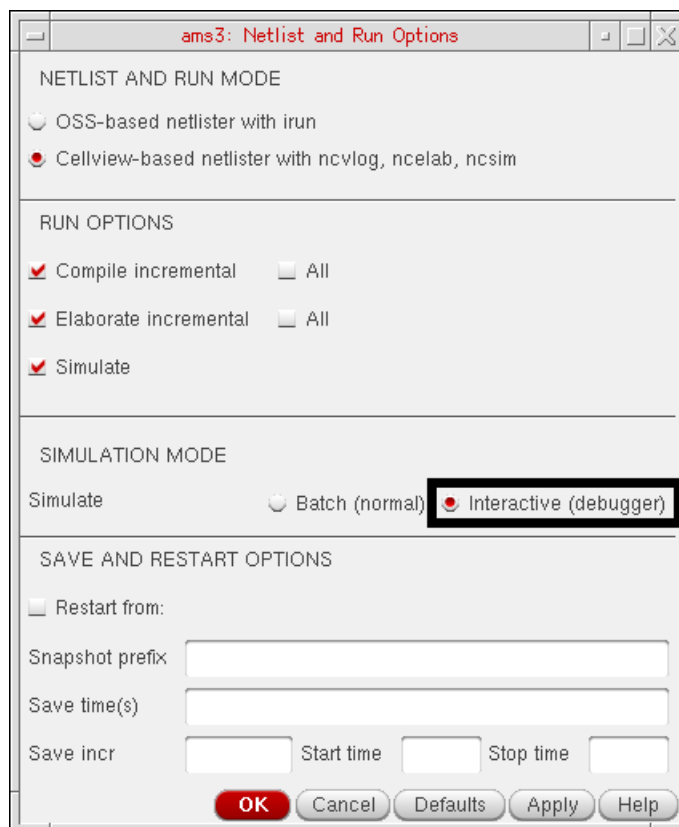 ams3: Netlist and Run Options
NETLIST AND RUN MODE
OSS-based netlister with irun
Cellview-based netlister with ncvlog, ncelab, ncsim
RUN OPTIONS
Compile incremental All
Elaborate incremental All
Simulate
SIMULATION MODE
Simulate Batch (normal) Interactive (debugger)
SAVE AND RESTART OPTIONS
Restart from:
Snapshot prefix
Save time(s)
Save incr Start time Stop time
OK Cancel Defaults Apply Help